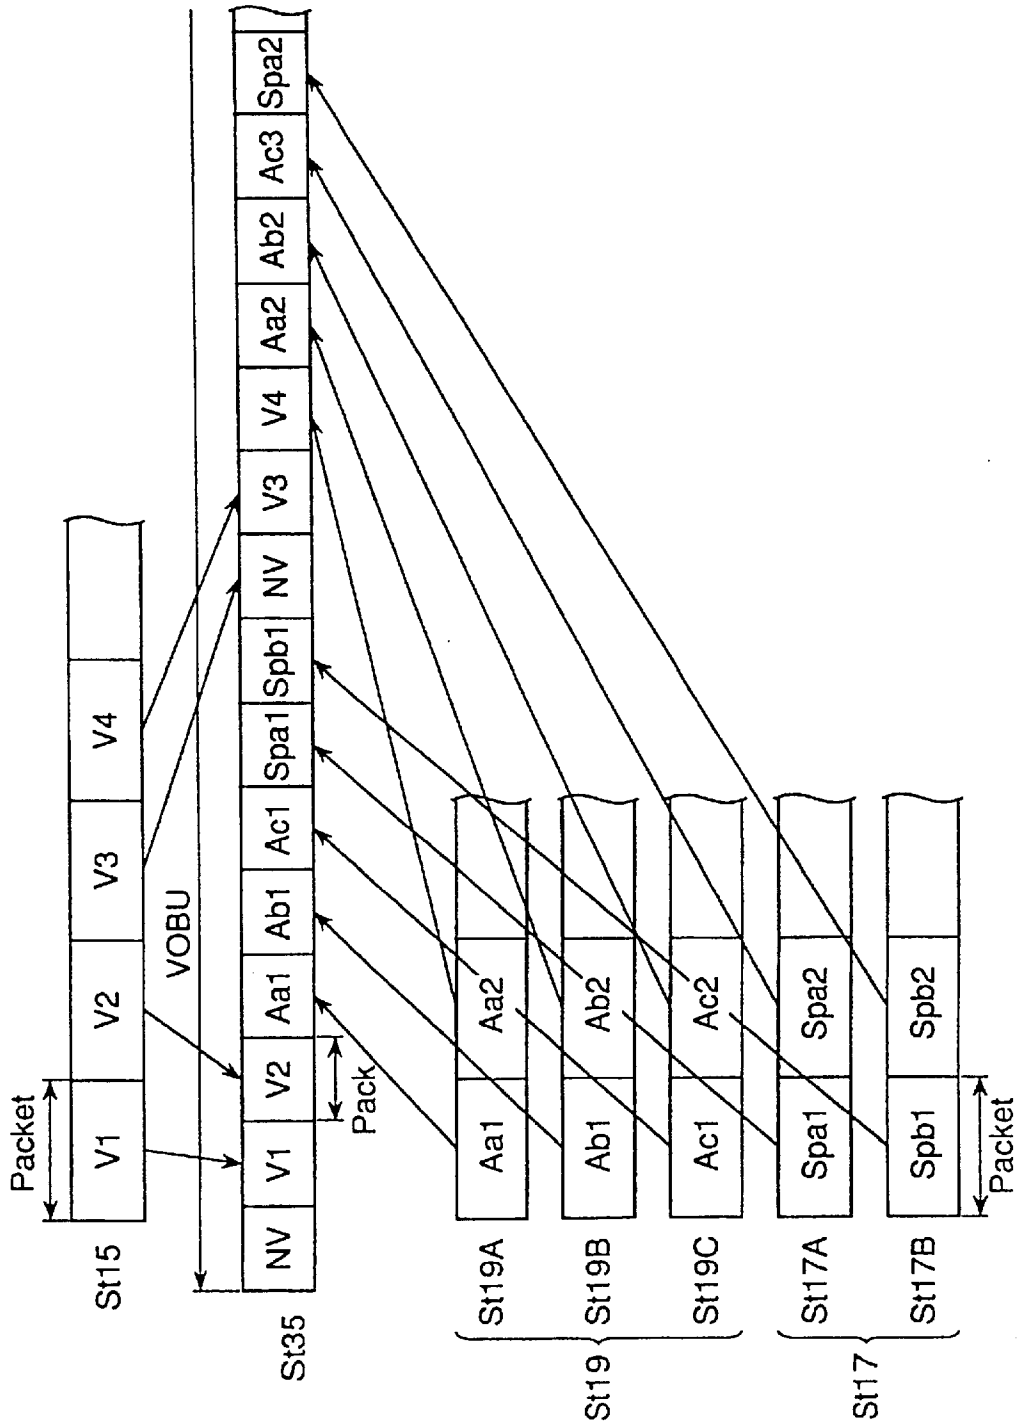 Packet
St15 V1 V2 V3 V4
VOBU
St35 NV V1 V2 Aa1 Ab1 Ac1 Spa1 Spb1 NV V3 V4 Aa2 Ab2 Ac3 Spa2
Pack
St19
St19A Aa1 Aa2
St19B Ab1 Ab2
St19C Ac1 Ac2
St17
St17A Spa1 Spa2
St17B Spb1 Spb2
Packet